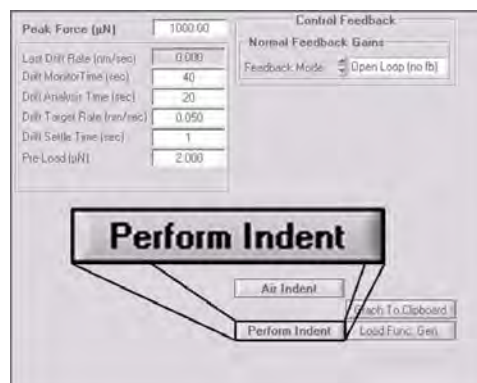 Peak Force (µN) 1000.00
Last Drift Rate (nm/sec) 0.000
Drift MonitorTime (sec) 40
Drift Analysis Time (sec) 20
Drift Target Rate (nm/sec) 0.050
Drift Settle Time (sec) 1
Pre-Load (µN) 2.000
Control Feedback
Normal Feedback Gains
Feedback Mode Open Loop (no fb)
Perform Indent
Air Indent
Graph To Clipboard
Perform Indent
Load Func. Gen.